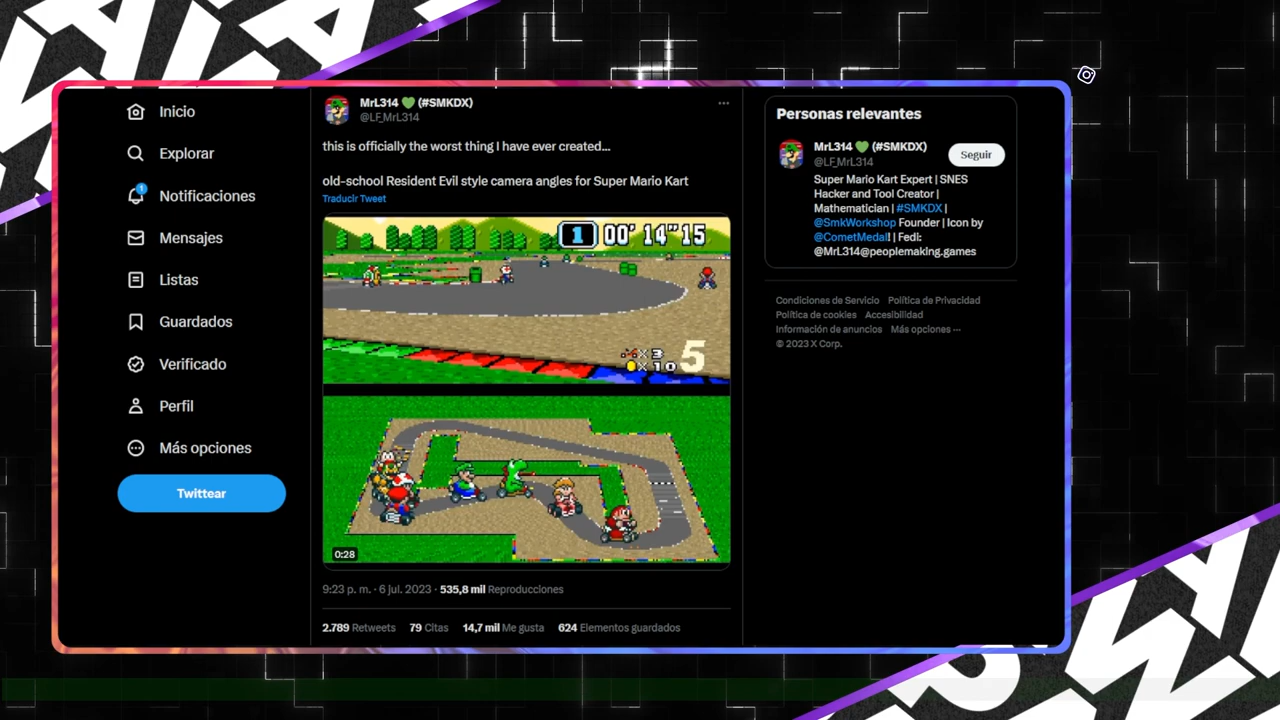 Inicio
Explorar
1
Notificaciones
Mensajes
Listas
Guardados
Verificado
Perfil
Más opciones
Twittear
MrL314 💚 (#SMKDX)
@LF_MrL314
this is officially the worst thing I have ever created...
old-school Resident Evil style camera angles for Super Mario Kart
Traducir Tweet
1 00'14"15
x 3
x 10
5
0:28
9:23 p. m. · 6 jul. 2023 · 535,8 mil Reproducciones
2.789 Retweets 79 Citas 14,7 mil Me gusta 624 Elementos guardados
Personas relevantes
MrL314 💚 (#SMKDX)
@LF_MrL314
Seguir
Super Mario Kart Expert | SNES
Hacker and Tool Creator |
Mathematician | #SMKDX |
@SmkWorkshop Founder | Icon by
@CometMedal! | Fedi:
@MrL314@peoplemaking.games
Condiciones de Servicio Política de Privacidad
Política de cookies Accesibilidad
Información de anuncios Más opciones ···
© 2023 X Corp.